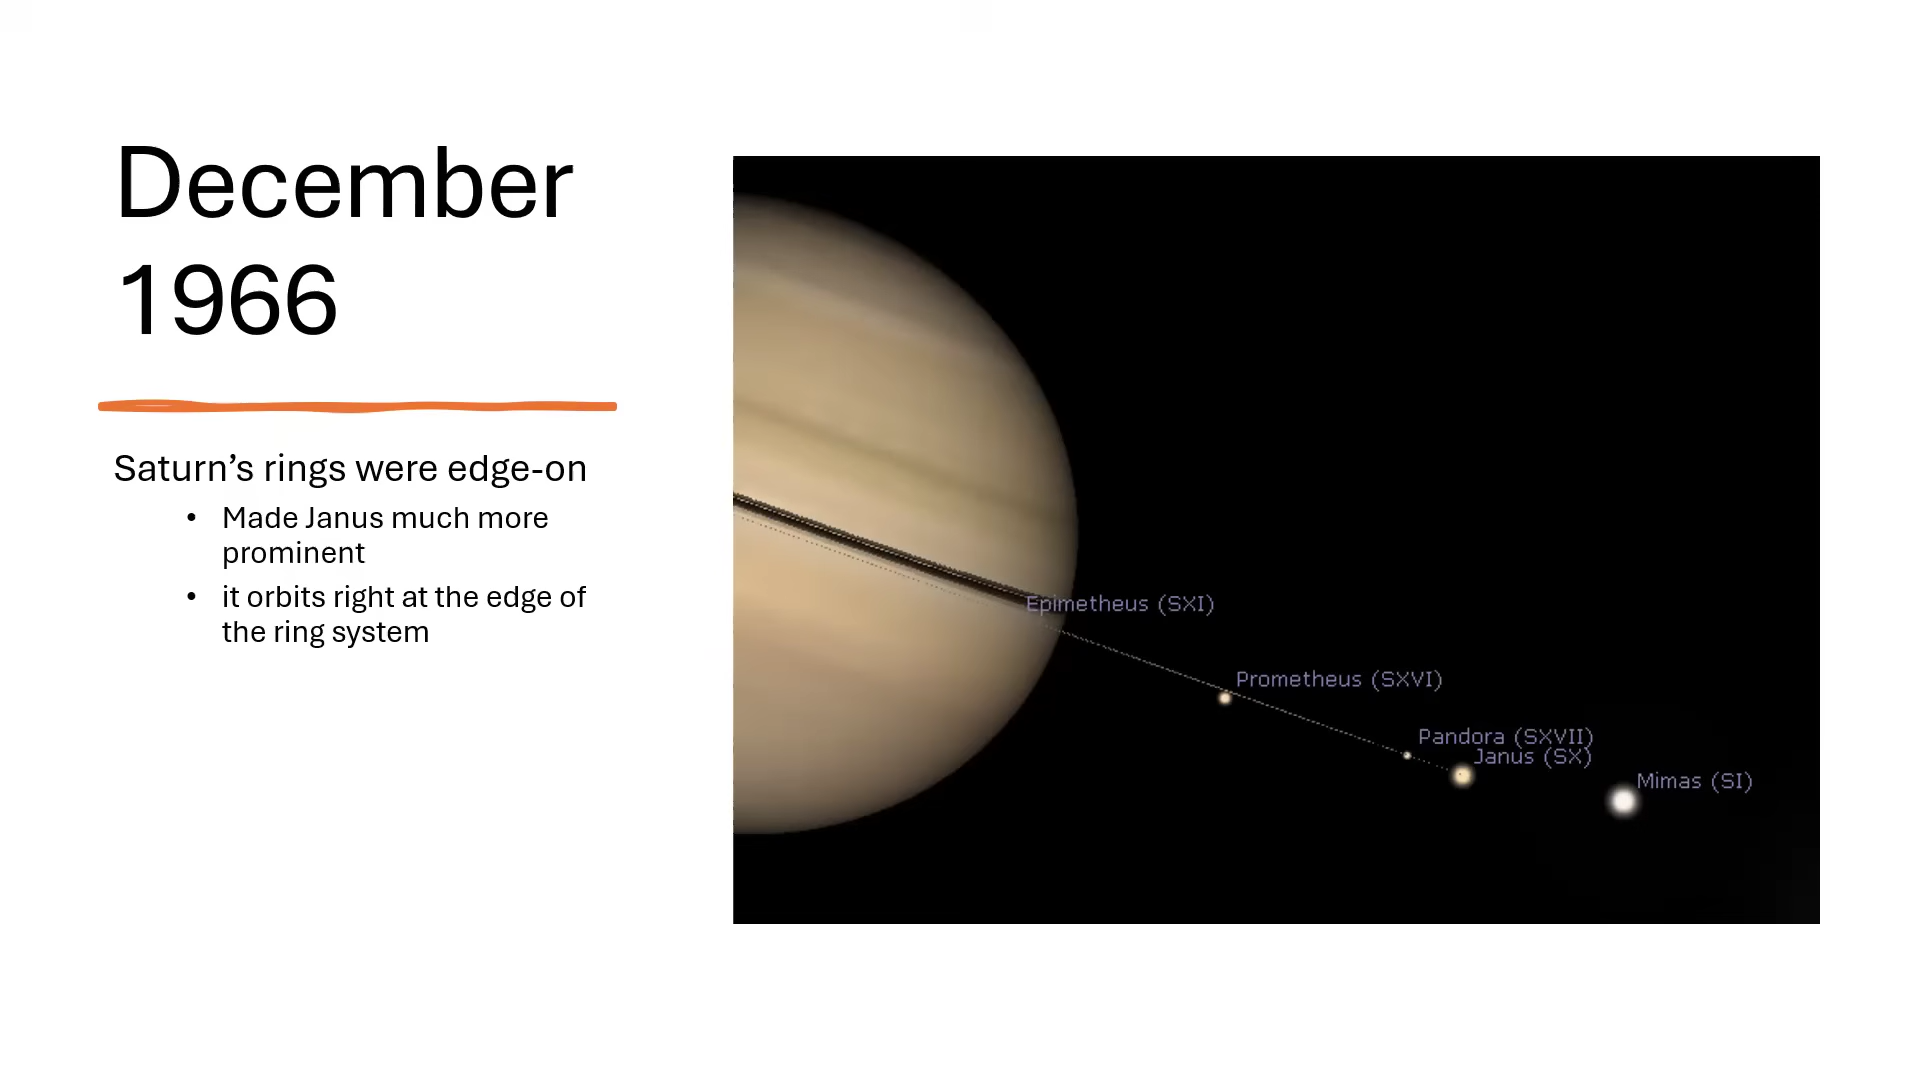 December
1966
Saturn’s rings were edge-on
• Made Janus much more
prominent
• it orbits right at the edge of
the ring system
Epimetheus (SXI)
Prometheus (SXVI)
Pandora (SXVII)
Janus (SX)
Mimas (SI)